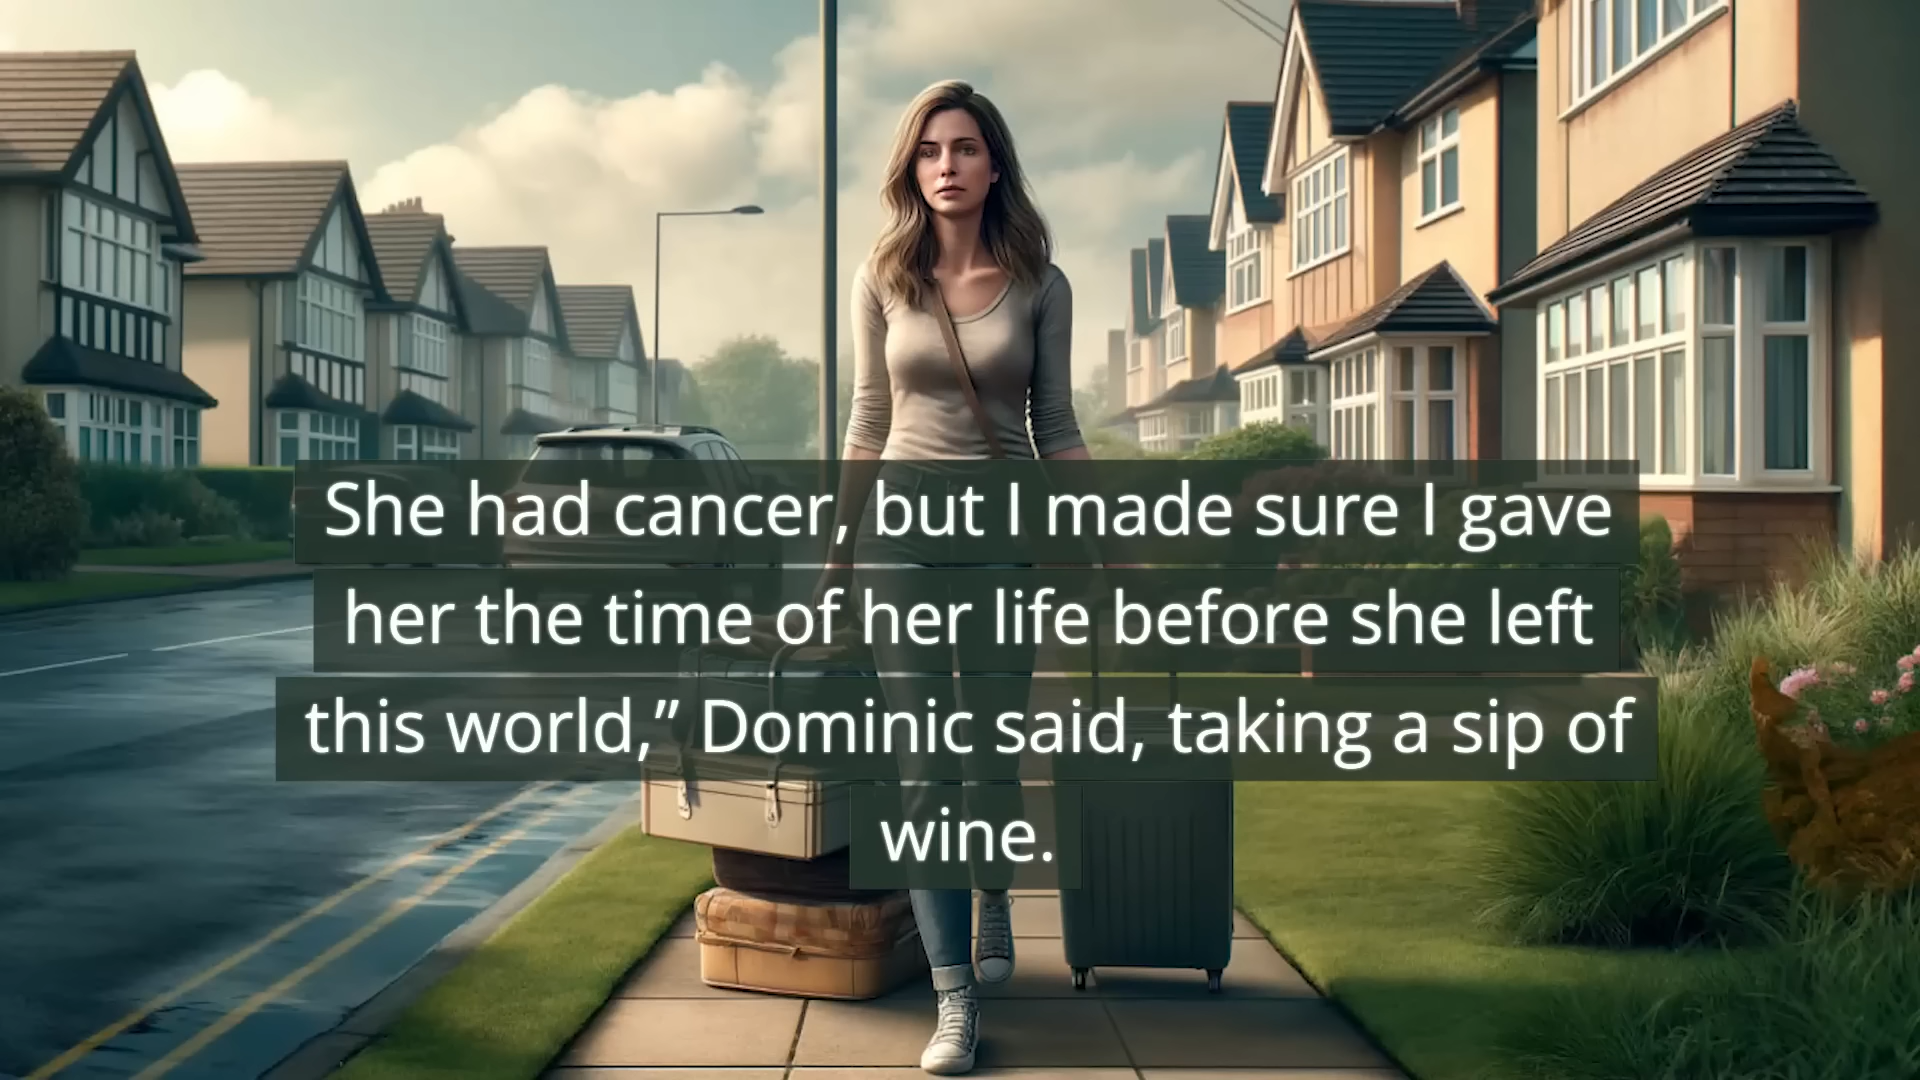 She had cancer, but I made sure I gave
her the time of her life before she left
this world,” Dominic said, taking a sip of
wine.